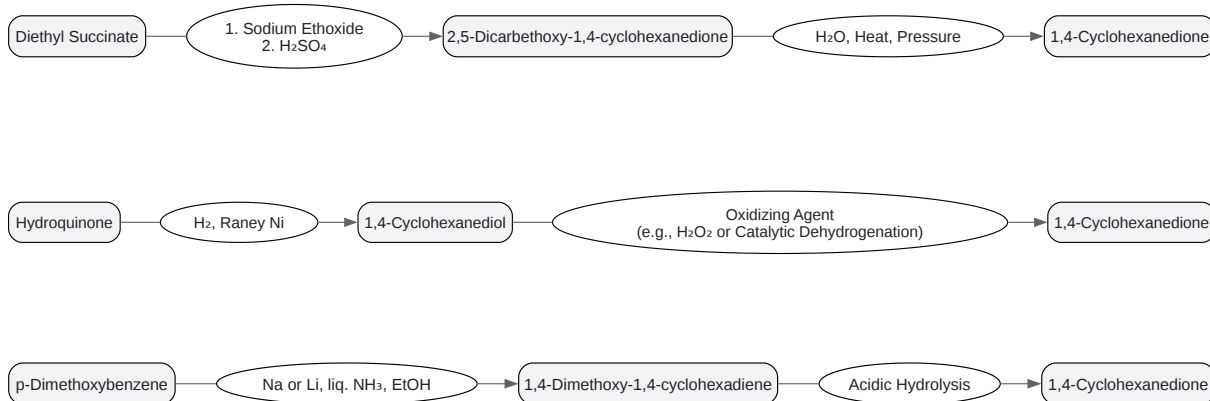 Diethyl Succinate
1. Sodium Ethoxide
2. H₂SO₄
2,5-Dicarbethoxy-1,4-cyclohexanedione
H₂O, Heat, Pressure
1,4-Cyclohexanedione
Hydroquinone
H₂, Raney Ni
1,4-Cyclohexanediol
Oxidizing Agent
(e.g., H₂O₂ or Catalytic Dehydrogenation)
1,4-Cyclohexanedione
p-Dimethoxybenzene
Na or Li, liq. NH₃, EtOH
1,4-Dimethoxy-1,4-cyclohexadiene
Acidic Hydrolysis
1,4-Cyclohexanedione